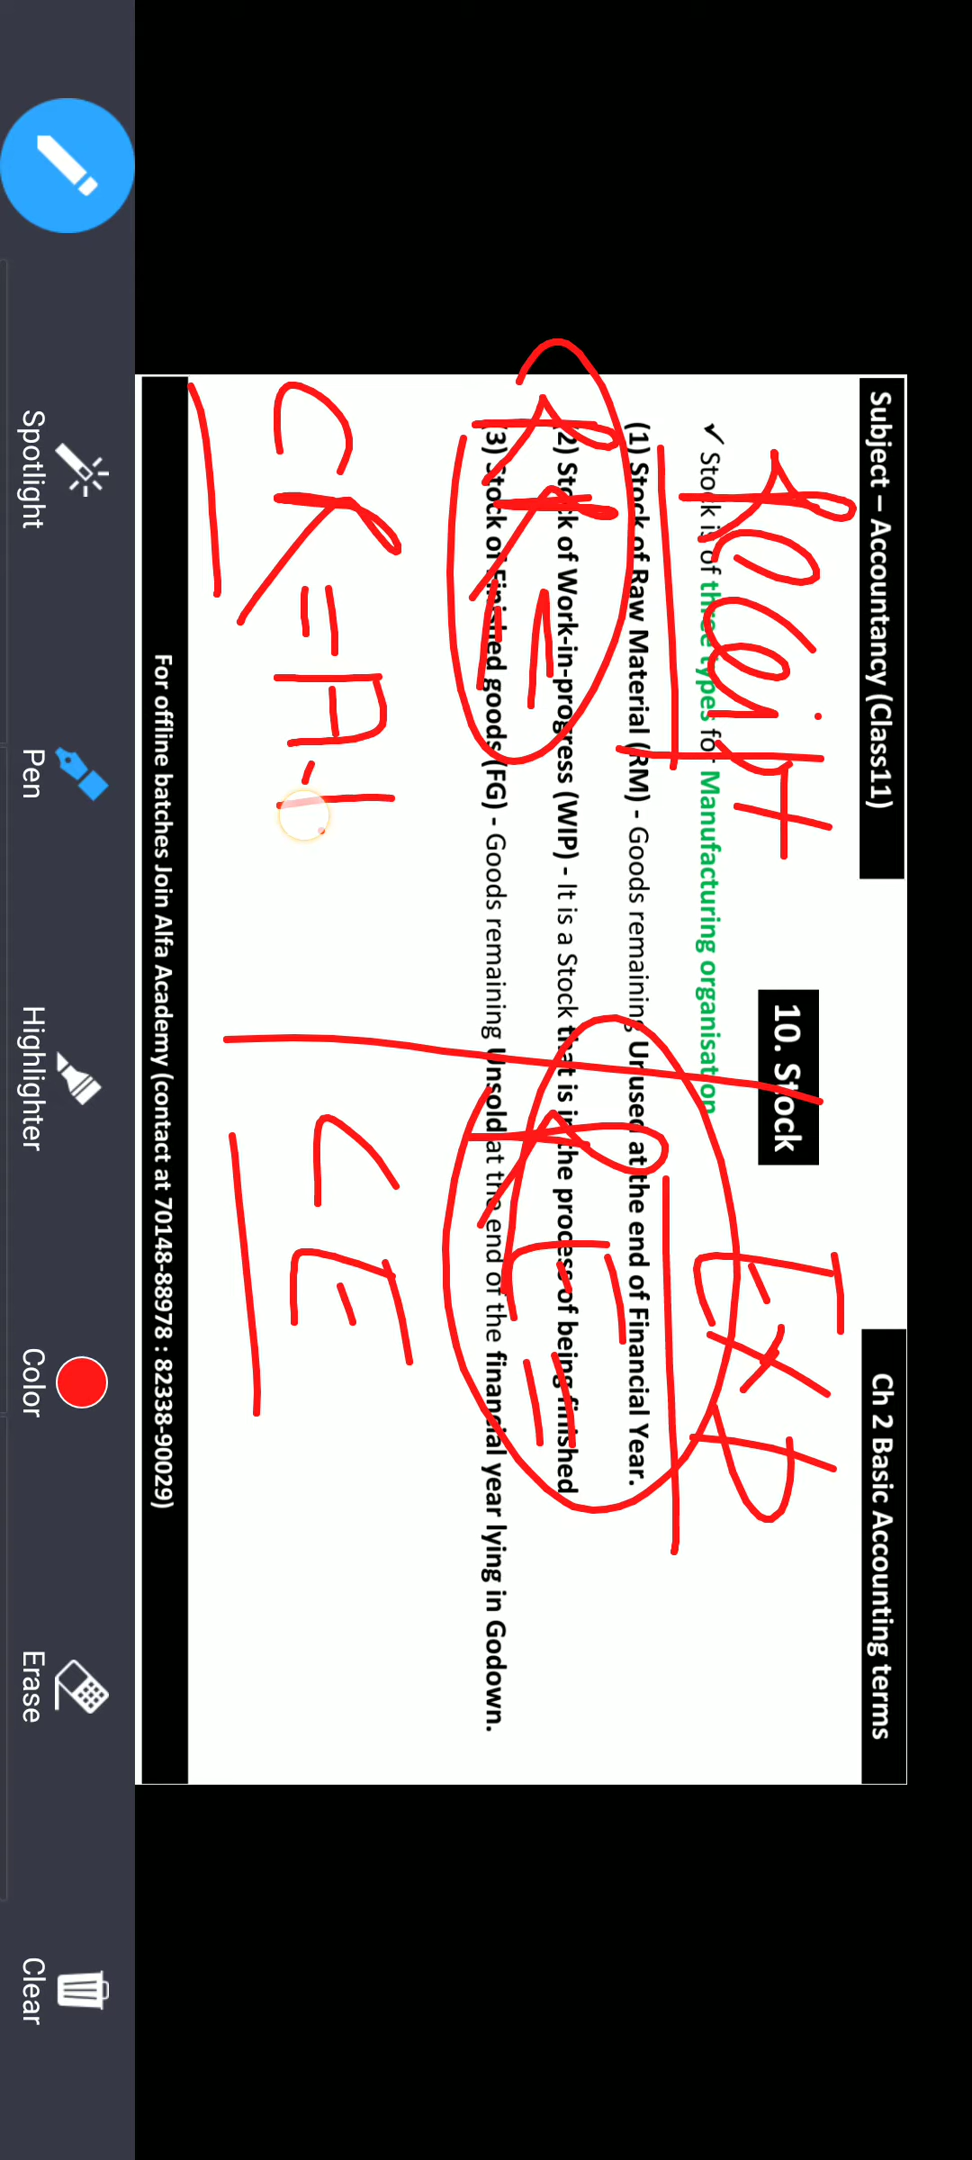 Subject – Accountancy (Class11)
Ch 2 Basic Accounting terms
10. Stock
Receipt
Exp
✓ Stock is of three types for Manufacturing organisation
(1) Stock of Raw Material (RM) - Goods remaining Unused at the end of Financial Year.
(2) Stock of Work-in-progress (WIP) - It is a Stock that is in the process of being finished
(3) Stock of Finished goods (FG) - Goods remaining Unsold at the end of the financial year lying in Godown.
RR =
RE =
CR = A
CE
For offline batches Join Alfa Academy (contact at 70148-88978 : 82338-90029)
Spotlight
Pen
Highlighter
Color
Erase
Clear